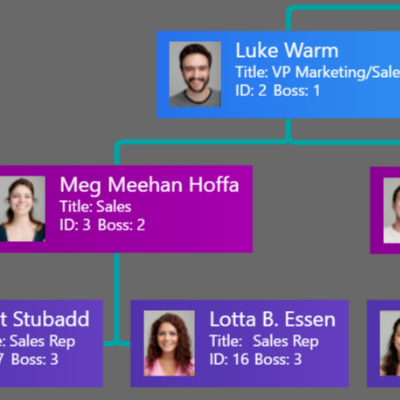 Luke Warm
Title: VP Marketing/Sale
ID: 2 Boss: 1
Meg Meehan Hoffa
Title: Sales
ID: 3 Boss: 2
t Stubadd
e: Sales Rep
7 Boss: 3
Lotta B. Essen
Title: Sales Rep
ID: 16 Boss: 3